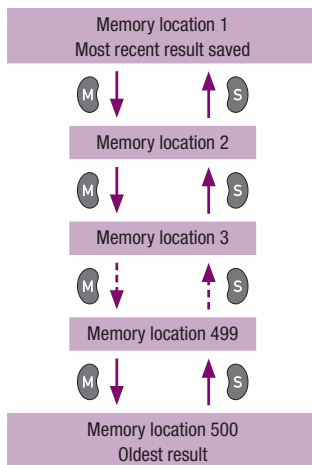 Memory location 1
Most recent result saved
M S
Memory location 2
M S
Memory location 3
M S
Memory location 499
M S
Memory location 500
Oldest result